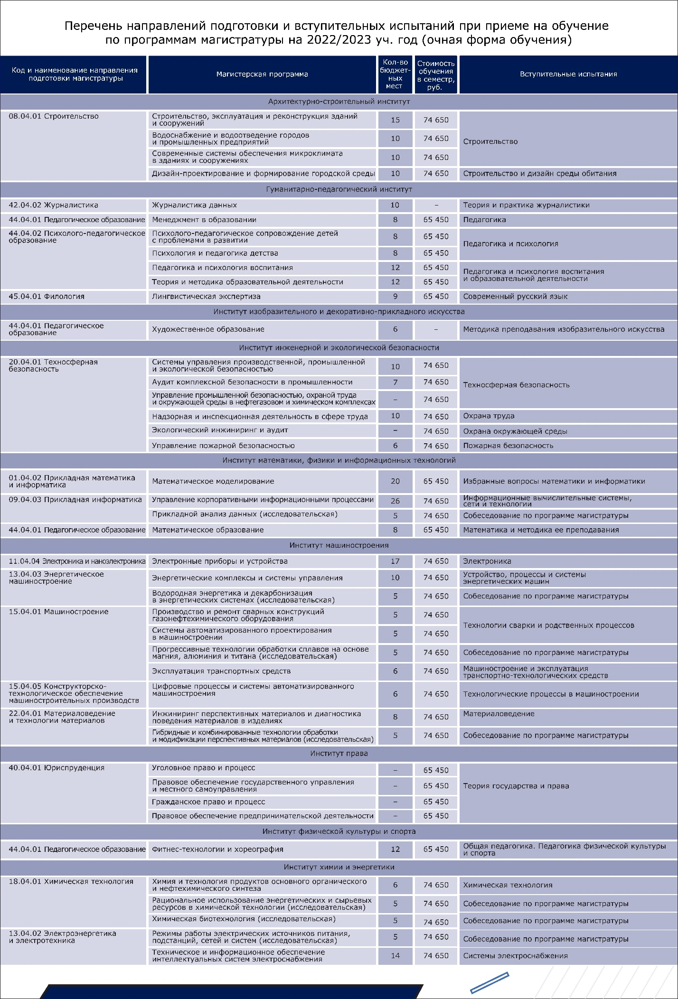 Перечень направлений подготовки и вступительных испытаний при приеме на обучение
по программам магистратуры на 2022/2023 уч. год (очная форма обучения)
Код и наименование направления
подготовки магистратуры
Магистерская программа
Кол-во
бюджет-
ных
мест
Стоимость
обучения
в семестр,
руб.
Вступительные испытания
Архитектурно-строительный институт
08.04.01 Строительство
Строительство, эксплуатация и реконструкция зданий
и сооружений
15
74 650
Строительство
Водоснабжение и водоотведение городов
и промышленных предприятий
10
74 650
Современные системы обеспечения микроклимата
в зданиях и сооружениях
10
74 650
Дизайн-проектирование и формирование городской среды
10
74 650
Строительство и дизайн среды обитания
Гуманитарно-педагогический институт
42.04.02 Журналистика
Журналистика данных
10
–
Теория и практика журналистики
44.04.01 Педагогическое образование
Менеджмент в образовании
8
65 450
Педагогика
44.04.02 Психолого-педагогическое
образование
Психолого-педагогическое сопровождение детей
с проблемами в развитии
8
65 450
Педагогика и психология
Психология и педагогика детства
8
65 450
Педагогика и психология воспитания
12
65 450
Педагогика и психология воспитания
и образовательной деятельности
Теория и методика образовательной деятельности
12
65 450
45.04.01 Филология
Лингвистическая экспертиза
9
65 450
Современный русский язык
Институт изобразительного и декоративно-прикладного искусства
44.04.01 Педагогическое
образование
Художественное образование
6
–
Методика преподавания изобразительного искусства
Институт инженерной и экологической безопасности
20.04.01 Техносферная
безопасность
Системы управления производственной, промышленной
и экологической безопасностью
10
74 650
Техносферная безопасность
Аудит комплексной безопасности в промышленности
7
74 650
Управление промышленной безопасностью, охраной труда
и окружающей среды в нефтегазовом и химическом комплексах
–
74 650
Надзорная и инспекционная деятельность в сфере труда
10
74 650
Охрана труда
Экологический инжиниринг и аудит
–
74 650
Охрана окружающей среды
Управление пожарной безопасностью
6
74 650
Пожарная безопасность
Институт математики, физики и информационных технологий
01.04.02 Прикладная математика
и информатика
Математическое моделирование
20
65 450
Избранные вопросы математики и информатики
09.04.03 Прикладная информатика
Управление корпоративными информационными процессами
26
74 650
Информационные вычислительные системы,
сети и технологии
Прикладной анализ данных (исследовательская)
5
74 650
Собеседование по программе магистратуры
44.04.01 Педагогическое образование
Математическое образование
8
65 450
Математика и методика ее преподавания
Институт машиностроения
11.04.04 Электроника и наноэлектроника
Электронные приборы и устройства
17
74 650
Электроника
13.04.03 Энергетическое
машиностроение
Энергетические комплексы и системы управления
10
74 650
Устройство, процессы и системы
энергетических машин
Водородная энергетика и декарбонизация
в энергетических системах (исследовательская)
5
74 650
Собеседование по программе магистратуры
15.04.01 Машиностроение
Производство и ремонт сварных конструкций
газонефтехимического оборудования
5
74 650
Технологии сварки и родственных процессов
Системы автоматизированного проектирования
в машиностроении
5
74 650
Прогрессивные технологии обработки сплавов на основе
магния, алюминия и титана (исследовательская)
5
74 650
Собеседование по программе магистратуры
Эксплуатация транспортных средств
6
74 650
Машиностроение и эксплуатация
транспортно-технологических средств
15.04.05 Конструкторско-
технологическое обеспечение
машиностроительных производств
Цифровые процессы и системы автоматизированного
машиностроения
6
74 650
Технологические процессы в машиностроении
22.04.01 Материаловедение
и технологии материалов
Инжиниринг перспективных материалов и диагностика
поведения материалов в изделиях
8
74 650
Материаловедение
Гибридные и комбинированные технологии обработки
и модификации перспективных материалов (исследовательская)
5
74 650
Собеседование по программе магистратуры
Институт права
40.04.01 Юриспруденция
Уголовное право и процесс
–
65 450
Теория государства и права
Правовое обеспечение государственного управления
и местного самоуправления
–
65 450
Гражданское право и процесс
–
65 450
Правовое обеспечение предпринимательской деятельности
–
65 450
Институт физической культуры и спорта
44.04.01 Педагогическое образование
Фитнес-технологии и хореография
12
65 450
Общая педагогика. Педагогика физической культуры
и спорта
Институт химии и энергетики
18.04.01 Химическая технология
Химия и технология продуктов основного органического
и нефтехимического синтеза
6
74 650
Химическая технология
Рациональное использование энергетических и сырьевых
ресурсов в химической технологии (исследовательская)
5
74 650
Собеседование по программе магистратуры
Химическая биотехнология (исследовательская)
5
74 650
Собеседование по программе магистратуры
13.04.02 Электроэнергетика
и электротехника
Режимы работы электрических источников питания,
подстанций, сетей и систем (исследовательская)
5
74 650
Собеседование по программе магистратуры
Техническое и информационное обеспечение
интеллектуальных систем электроснабжения
14
74 650
Системы электроснабжения